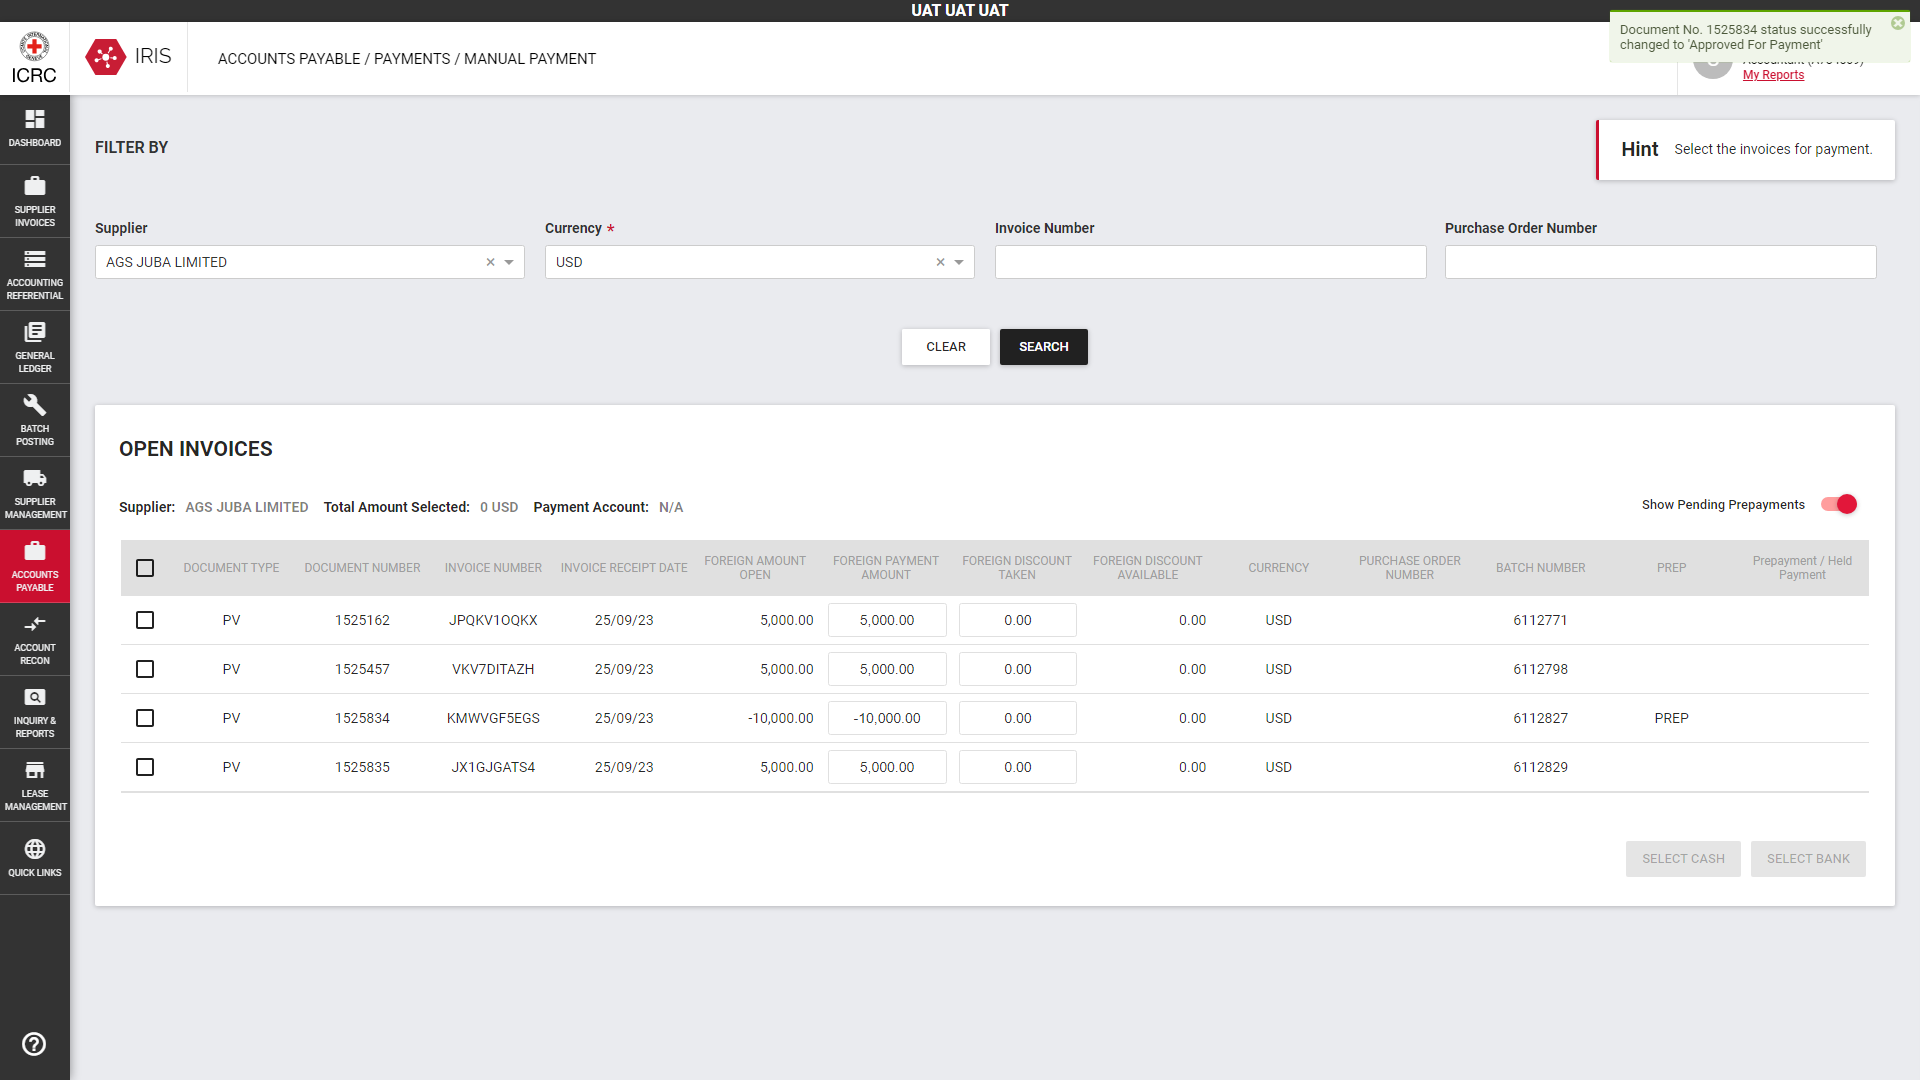 UAT UAT UAT
ICRC
IRIS
ACCOUNTS PAYABLE / PAYMENTS / MANUAL PAYMENT
Document No. 1525834 status successfully
changed to 'Approved For Payment'
My Reports
DASHBOARD
SUPPLIER
INVOICES
ACCOUNTING
REFERENTIAL
GENERAL
LEDGER
BATCH
POSTING
SUPPLIER
MANAGEMENT
ACCOUNTS
PAYABLE
ACCOUNT
RECON
INQUIRY &
REPORTS
LEASE
MANAGEMENT
QUICK LINKS
FILTER BY
Hint Select the invoices for payment.
Supplier Currency * Invoice Number Purchase Order Number
AGS JUBA LIMITED USD
CLEAR SEARCH
OPEN INVOICES
Supplier: AGS JUBA LIMITED Total Amount Selected: 0 USD Payment Account: N/A
Show Pending Prepayments
DOCUMENT TYPE DOCUMENT NUMBER INVOICE NUMBER INVOICE RECEIPT DATE FOREIGN AMOUNT OPEN FOREIGN PAYMENT AMOUNT FOREIGN DISCOUNT TAKEN FOREIGN DISCOUNT AVAILABLE CURRENCY PURCHASE ORDER NUMBER BATCH NUMBER PREP Prepayment / Held Payment
PV 1525162 JPQKV1OQKX 25/09/23 5,000.00 5,000.00 0.00 0.00 USD 6112771
PV 1525457 VKV7DITAZH 25/09/23 5,000.00 5,000.00 0.00 0.00 USD 6112798
PV 1525834 KMWVGF5EGS 25/09/23 -10,000.00 -10,000.00 0.00 0.00 USD 6112827 PREP
PV 1525835 JX1GJGATS4 25/09/23 5,000.00 5,000.00 0.00 0.00 USD 6112829
SELECT CASH SELECT BANK